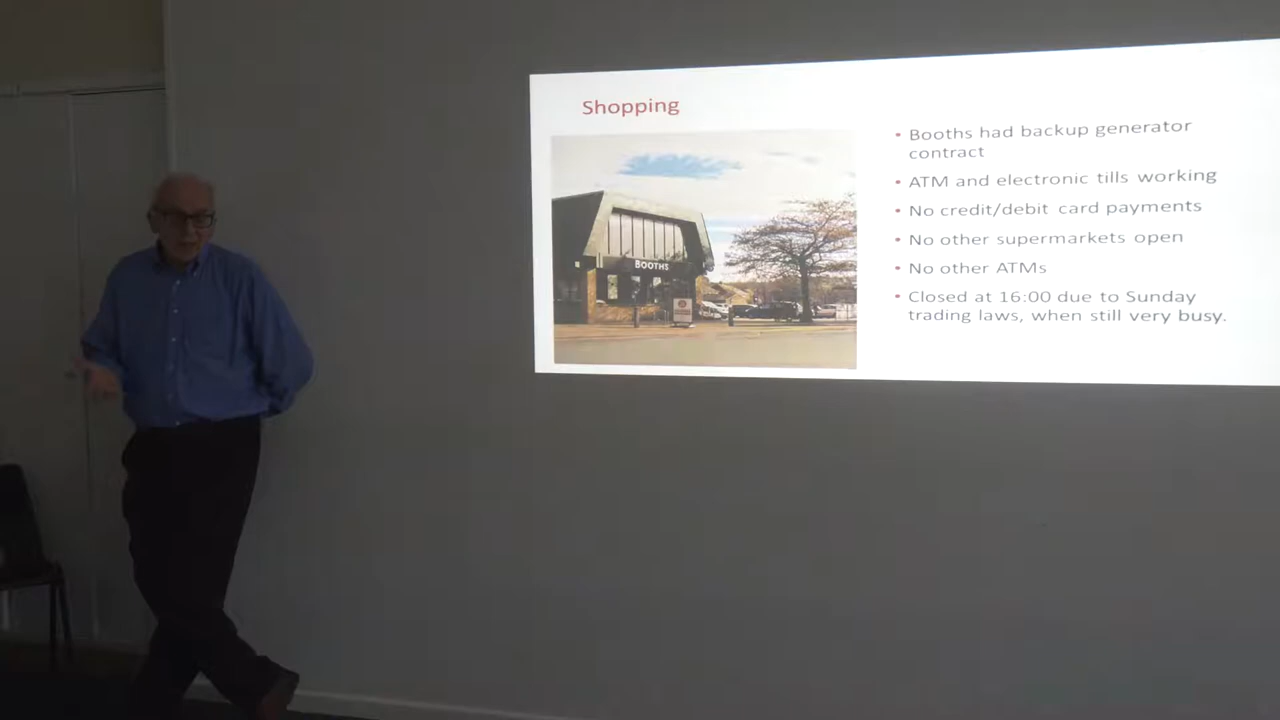 Shopping
BOOTHS
• Booths had backup generator
contract
• ATM and electronic tills working
• No credit/debit card payments
• No other supermarkets open
• No other ATMs
• Closed at 16:00 due to Sunday
trading laws, when still very busy.